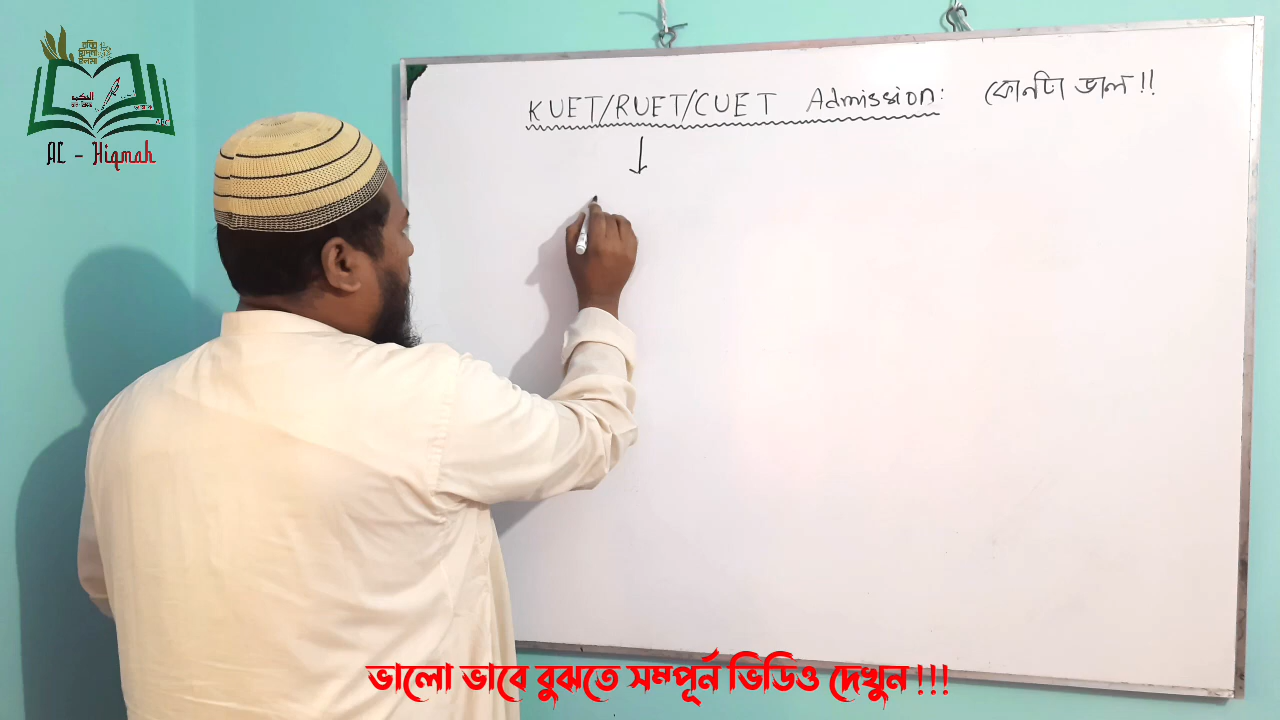 KUET/RUET/CUET Admission: কোনটা ভাল !!
AL - Hiqmah
ভালো ভাবে বুঝতে সম্পূর্ন ভিডিও দেখুন !!!